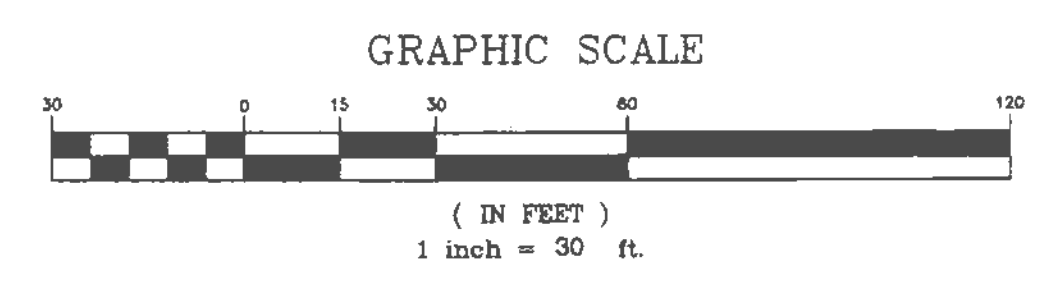 GRAPHIC SCALE
30 0 15 30 60 120
( IN FEET )
1 inch = 30 ft.